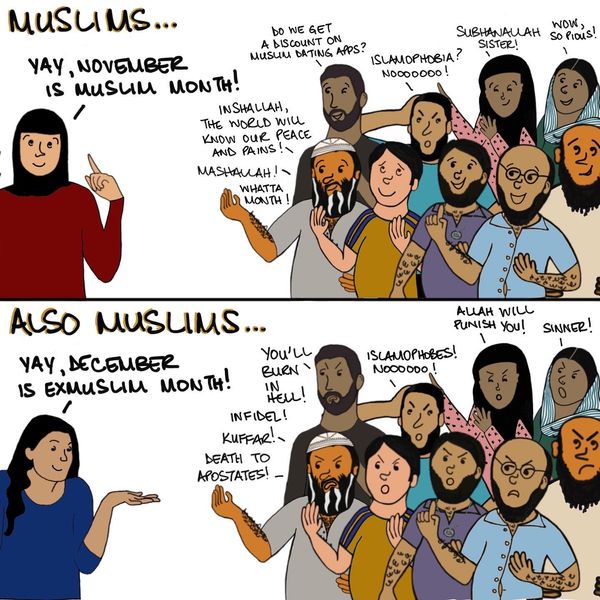 MUSLIMS...
YAY, NOVEMBER
IS MUSLIM MONTH!
DO WE GET
A DISCOUNT ON
MUSLIM DATING APPS?
ISLAMOPHOBIA?
NOOOOOOO!
SUBHANALLAH
SISTER!
WOW,
SO PIOUS!
INSHALLAH,
THE WORLD WILL
KNOW OUR PEACE
AND PAINS!
MASHALLAH!
WHATTA
MONTH!
ALSO MUSLIMS...
YAY, DECEMBER
IS EXMUSLIM MONTH!
YOU'LL
BURN
IN
HELL!
ISLAMOPHOBES!
NOOOOOO!
ALLAH WILL
PUNISH YOU!
SINNER!
INFIDEL!
KUFFAR!
DEATH TO
APOSTATES!